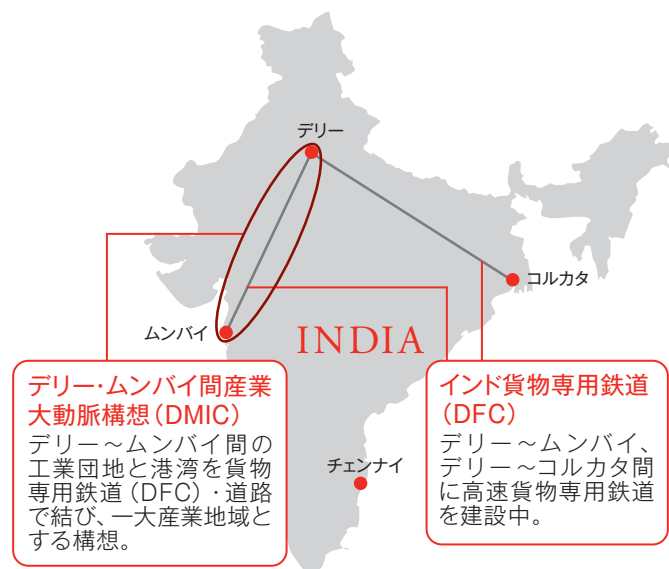 デリー
コルカタ
ムンバイ
INDIA
デリー・ムンバイ間産業
大動脈構想（DMIC）
デリー～ムンバイ間の
工業団地と港湾を貨物
専用鉄道（DFC）・道路
で結び、一大産業地域と
する構想。
チェンナイ
インド貨物専用鉄道
（DFC）
デリー～ムンバイ、
デリー～コルカタ間
に高速貨物専用鉄道
を建設中。